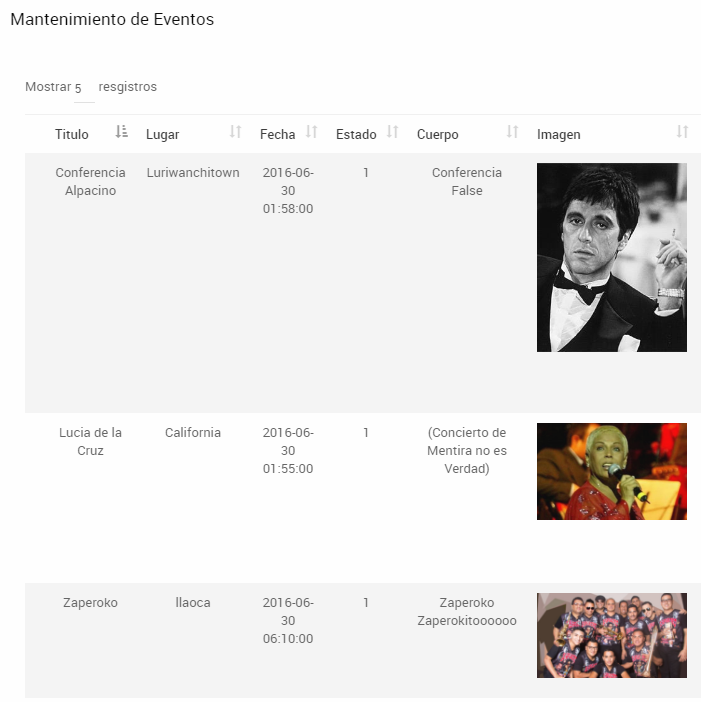 Mantenimiento de Eventos
Mostrar 5 resgistros
Titulo Lugar Fecha Estado Cuerpo Imagen
Conferencia Luriwanchitown 2016-06- 1 Conferencia
Alpacino 30 False
01:58:00
Lucia de la California 2016-06- 1 (Concierto de
Cruz 30 Mentira no es
01:55:00 Verdad)
Zaperoko llaoca 2016-06- 1 Zaperoko
30 Zaperokitoooooo
06:10:00